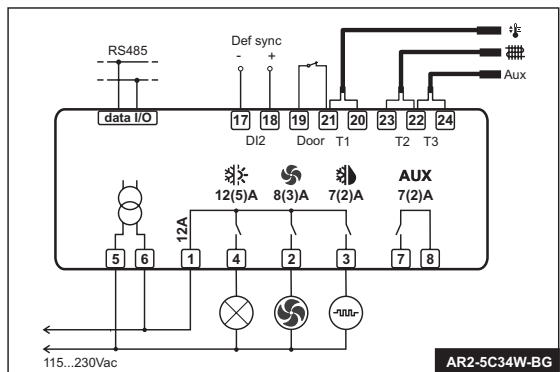 RS485
Def sync
- +
Aux
data I/O
17 18 19 21 20 23 22 24
DI2 Door T1 T2 T3
AUX
12(5)A 8(3)A 7(2)A 7(2)A
12A
5 6 1 4 2 3 7 8
115...230Vac
AR2-5C34W-BG